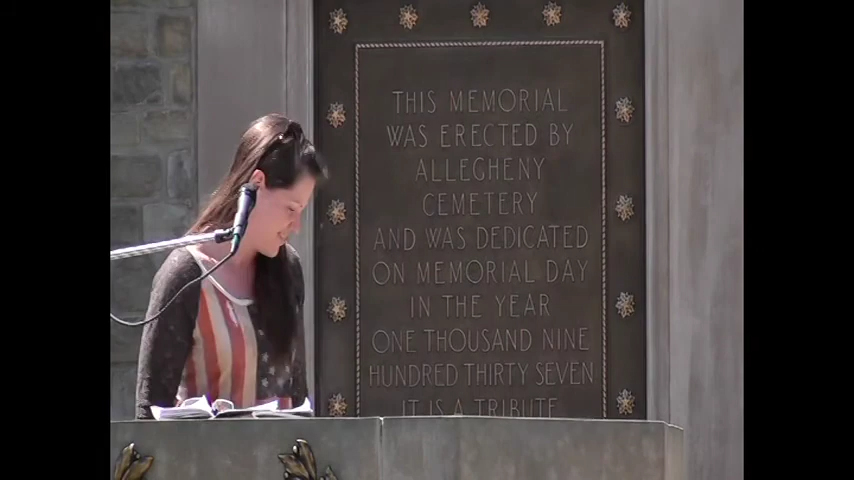 THIS MEMORIAL
WAS ERECTED BY
ALLEGHENY
CEMETERY
AND WAS DEDICATED
ON MEMORIAL DAY
IN THE YEAR
ONE THOUSAND NINE
HUNDRED THIRTY SEVEN
IT IS A TRIBUTE